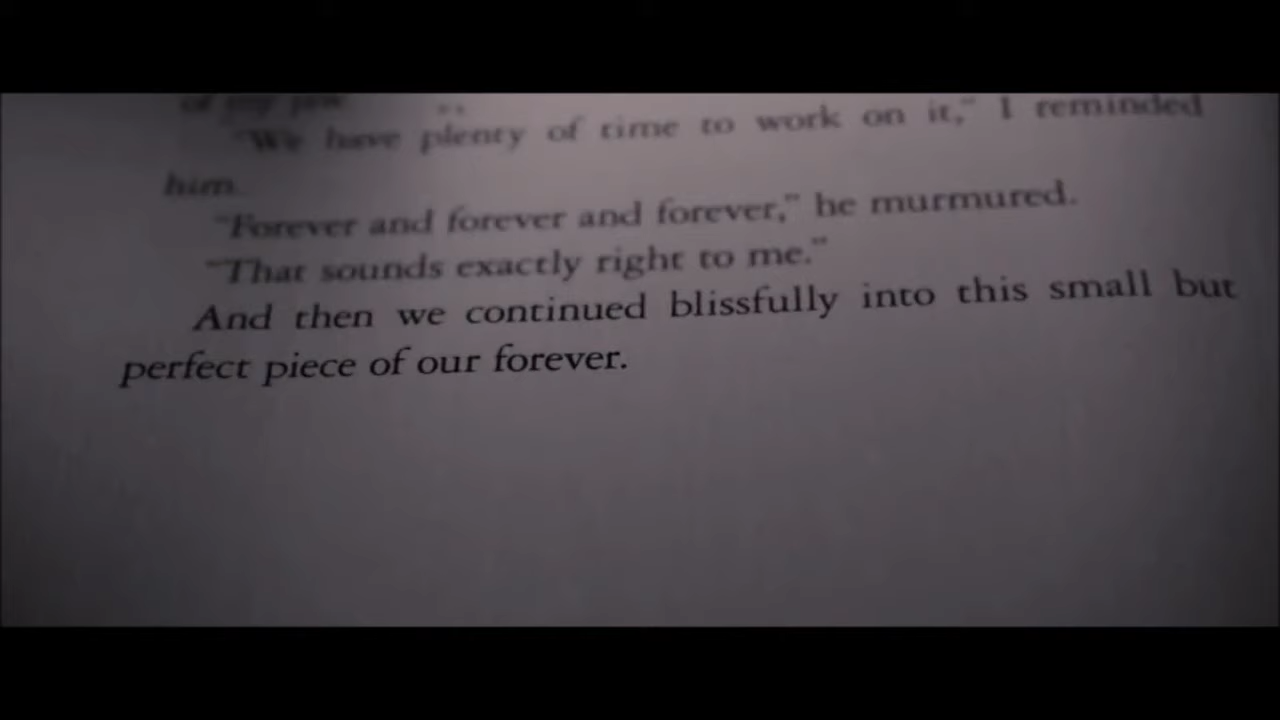 "We have plenty of time to work on it," I reminded
him.
"Forever and forever and forever," he murmured.
"That sounds exactly right to me."
And then we continued blissfully into this small but
perfect piece of our forever.